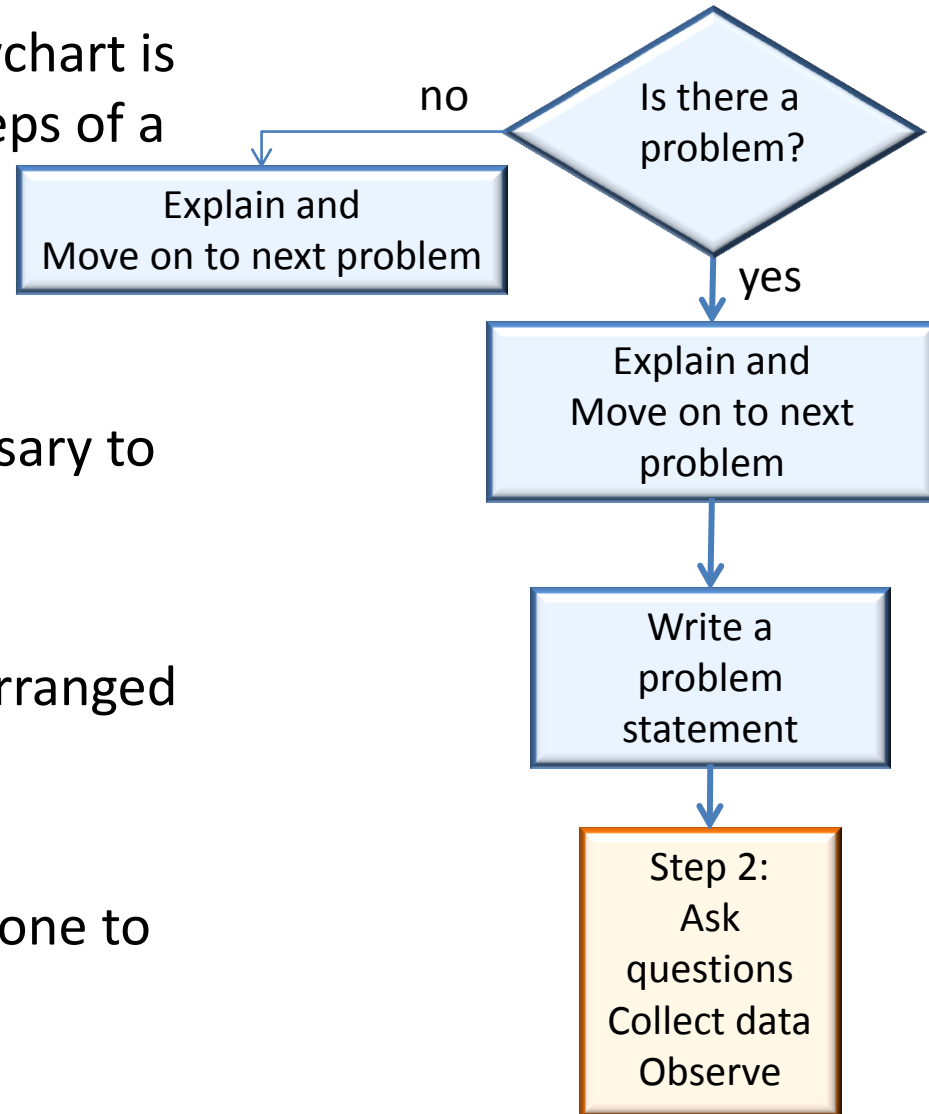 ychart is
eps of a
sary to
rranged
one to
Is there a
problem?
no
Explain and
Move on to next problem
yes
Explain and
Move on to next
problem
Write a
problem
statement
Step 2:
Ask
questions
Collect data
Observe